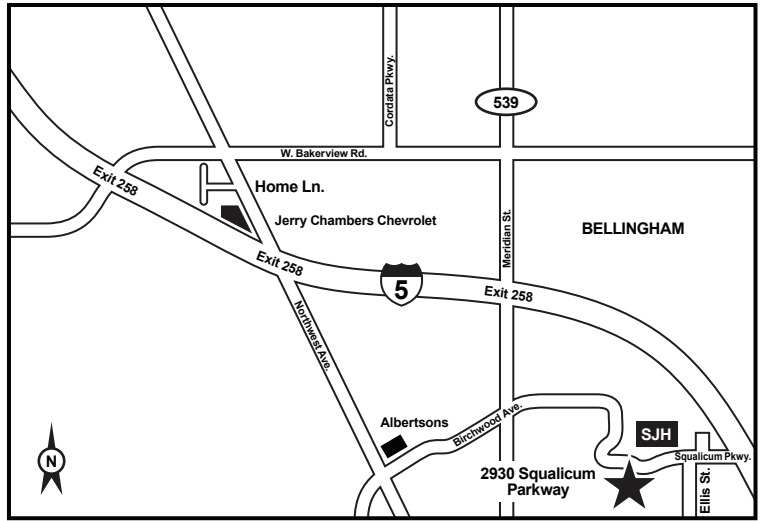 Cordata Pkwy.
539
W. Bakerview Rd.
Exit 258
Home Ln.
Jerry Chambers Chevrolet
Meridian St.
BELLINGHAM
Exit 258
5
Exit 258
Northwest Ave.
Albertsons
Birchwood Ave.
SJH
Squalicum Pkwy.
N
2930 Squalicum
Parkway
Ellis St.